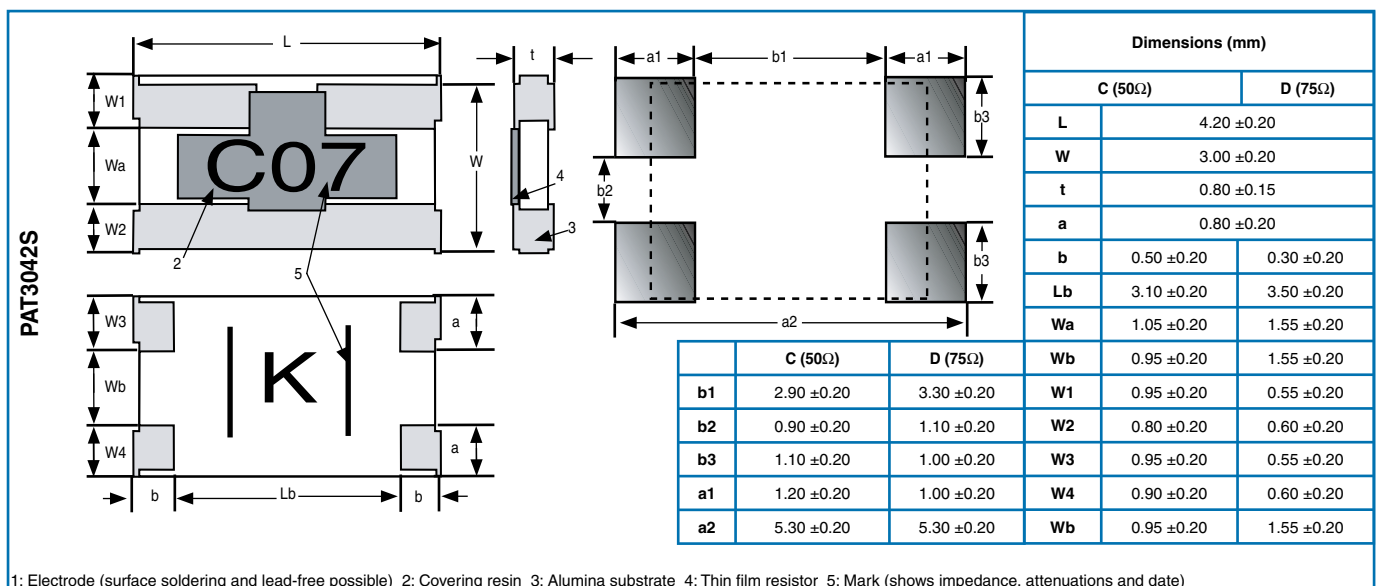 PAT3042S
L
t
a1
b1
a1
W1
Wa
W2
C07
W
4
3
2
5
b3
b2
b3
a2
W3
Wb
W4
K
a
a
b
Lb
b
Dimensions (mm)
C (50Ω) D (75Ω)
L 4.20 ±0.20
W 3.00 ±0.20
t 0.80 ±0.15
a 0.80 ±0.20
b 0.50 ±0.20 0.30 ±0.20
Lb 3.10 ±0.20 3.50 ±0.20
Wa 1.05 ±0.20 1.55 ±0.20
Wb 0.95 ±0.20 1.55 ±0.20
W1 0.95 ±0.20 0.55 ±0.20
W2 0.80 ±0.20 0.60 ±0.20
W3 0.95 ±0.20 0.55 ±0.20
W4 0.90 ±0.20 0.60 ±0.20
Wb 0.95 ±0.20 1.55 ±0.20
C (50Ω) D (75Ω)
b1 2.90 ±0.20 3.30 ±0.20
b2 0.90 ±0.20 1.10 ±0.20
b3 1.10 ±0.20 1.00 ±0.20
a1 1.20 ±0.20 1.00 ±0.20
a2 5.30 ±0.20 5.30 ±0.20
1: Electrode (surface soldering and lead-free possible) 2: Covering resin 3: Alumina substrate 4: Thin film resistor 5: Mark (shows impedance, attenuations and date)